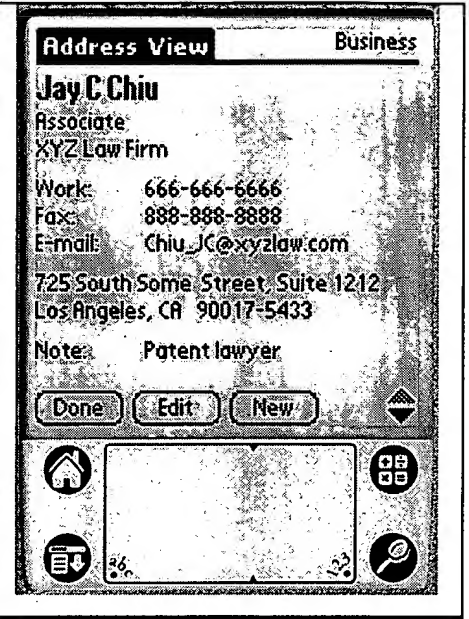 Address View Business
Jay C Chiu
Associate
XYZ Law Firm
Work: 666-666-6666
Fax: 888-888-8888
E-mail: Chiu_JC@xyzlaw.com
725 South Some Street, Suite 1212
Los Angeles, CA 90017-5433
Note: Patent lawyer
Done Edit New
abc 123